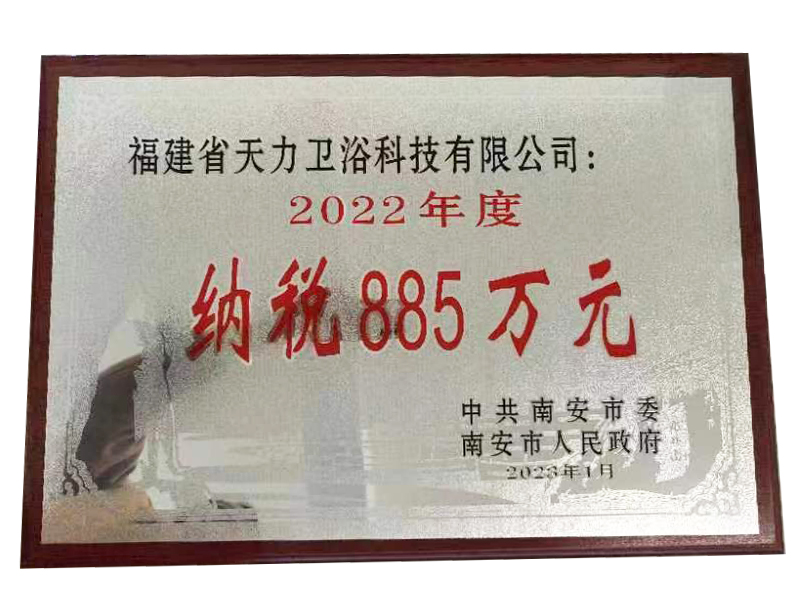 福建省天力卫浴科技有限公司：
2022年度
纳税885万元
中共南安市委
南安市人民政府
2023年1月